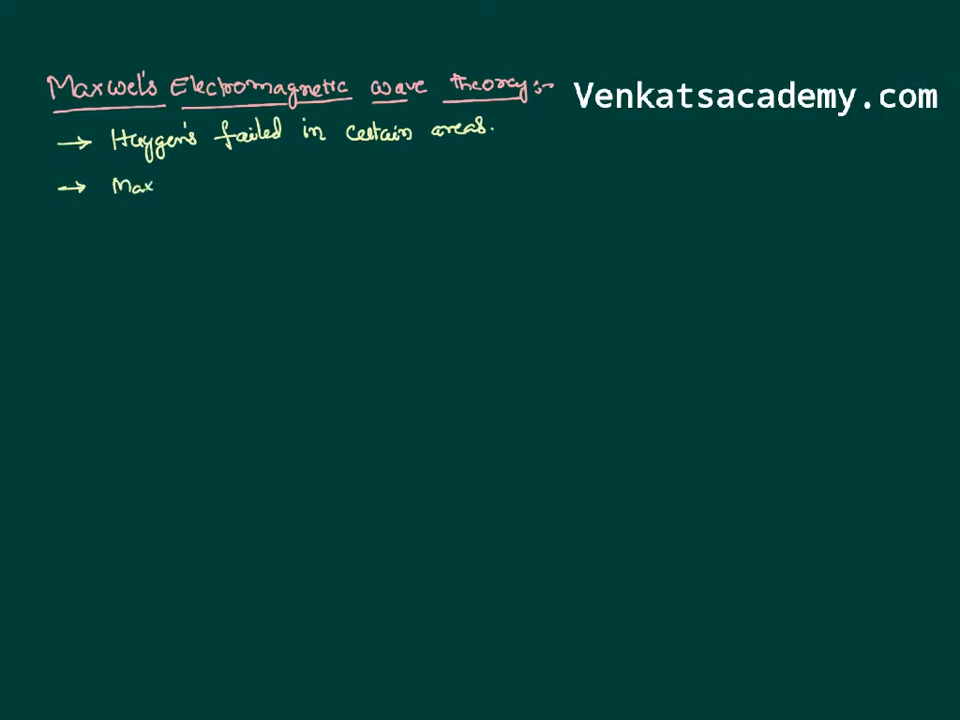 Maxwel's Electromagnetic wave theory:-
Venkatsacademy.com
→ Huygen's failed in certain areas.
→ Max